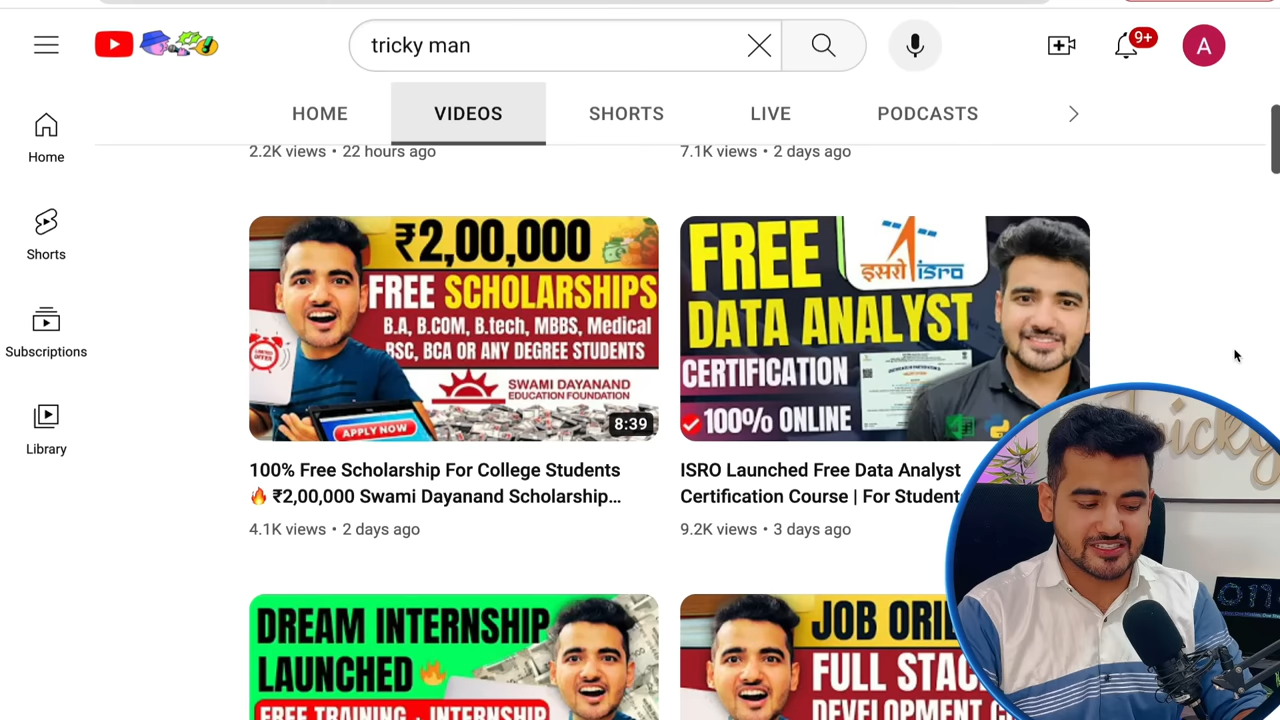 tricky man
9+
A
HOME
VIDEOS
SHORTS
LIVE
PODCASTS
Home
Shorts
Subscriptions
Library
2.2K views • 22 hours ago
7.1K views • 2 days ago
₹2,00,000
FREE SCHOLARSHIPS
B.A, B.COM, B.tech, MBBS, Medical
BSC, BCA OR ANY DEGREE STUDENTS
SWAMI DAYANAND
EDUCATION FOUNDATION
APPLY NOW
8:39
FREE
DATA ANALYST
CERTIFICATION
100% ONLINE
इसरो isro
100% Free Scholarship For College Students
🔥 ₹2,00,000 Swami Dayanand Scholarship...
4.1K views • 2 days ago
ISRO Launched Free Data Analyst
Certification Course | For Student
9.2K views • 3 days ago
DREAM INTERNSHIP
LAUNCHED
FREE TRAINING + INTERNSHIP
JOB ORIE
FULL STAC
DEVELOPMENT C